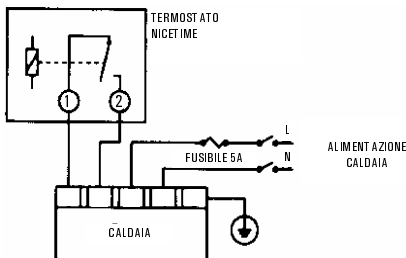 TERMOSTATO
NICETIME
1 2
L
FUSIBILE 5A
N
ALIMENTAZIONE
CALDAIA
CALDAIA